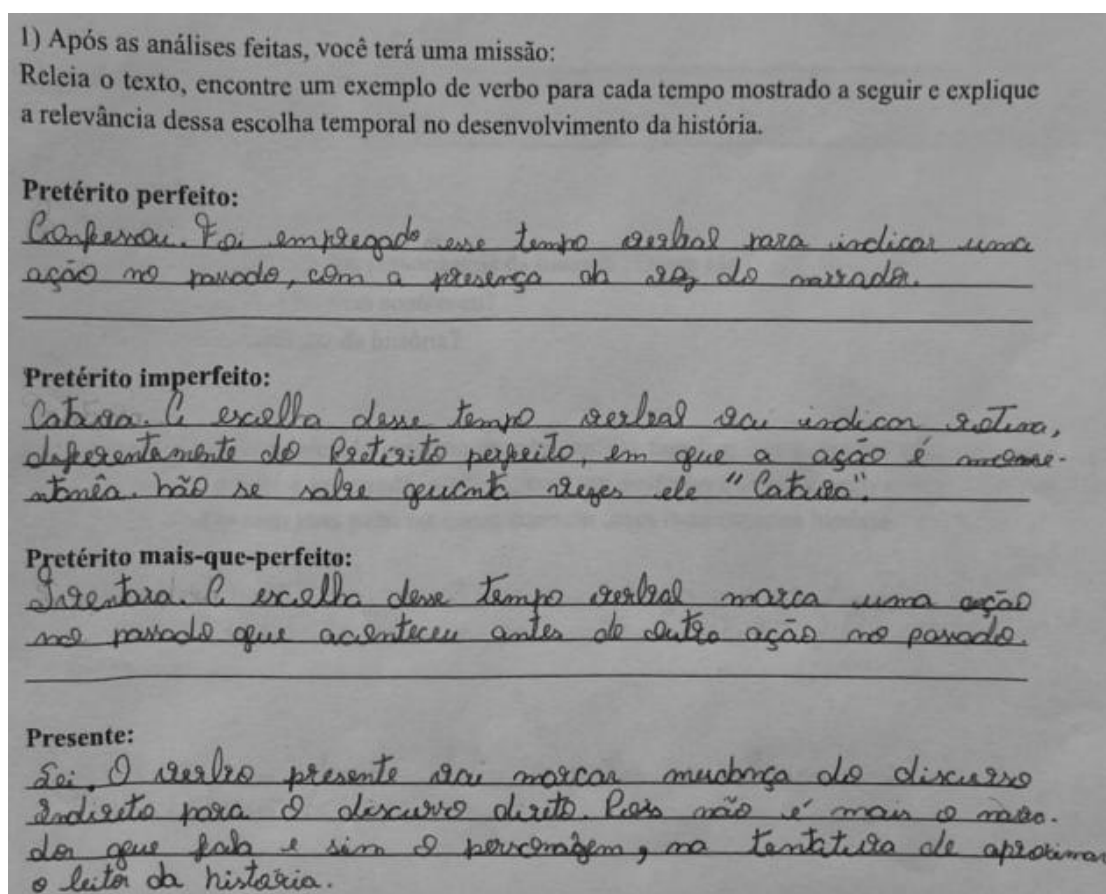 1) Após as análises feitas, você terá uma missão:
Releia o texto, encontre um exemplo de verbo para cada tempo mostrado a seguir e explique
a relevância dessa escolha temporal no desenvolvimento da história.
Pretérito perfeito:
Confessou. Foi empregado esse tempo verbal para indicar uma
ação no passado, com a presença da voz do narrador.
Pretérito imperfeito:
A escolha desse tempo verbal vai indicar rotina,
diferentemente do Pretérito perfeito, em que a ação é mome-
ntanêa. Não se sabe quanta vezes ele
Pretérito mais-que-perfeito:
Inventara. A escolha desse tempo verbal marca uma ação
no passado que aconteceu antes de outra ação no passado.
Presente:
Sei. O verbo presente vai marcar mudança do discurso
indireto para o discurso direto. Pois não é mais o narra-
dor que fala e sim o personagem, na tentativa de aproximar
o leitor da história.